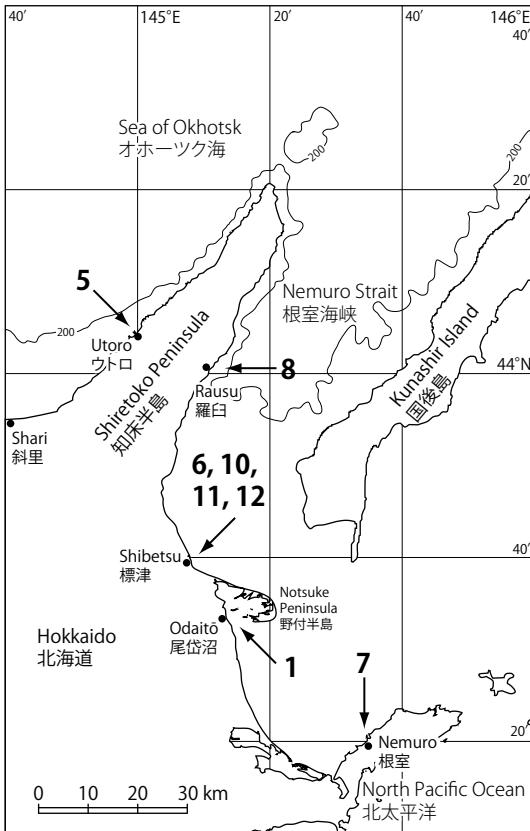 40′
145°E
20′
146°E
40′
Sea of Okhotsk
オホーツク海
200
200
20′
5
Nemuro Strait
根室海峡
200
Utoro
ウトロ
Shiretoko Peninsula
知床半島
Kunashir Island
国後島
8
44°N
Rausu
羅臼
Shari
斜里
6, 10,
11, 12
Shibetsu
標津
40′
Notsuke
Peninsula
野付半島
Hokkaido
北海道
Odaitō
尾岱沼
1
7
20′
Nemuro
根室
North Pacific Ocean
北太平洋
0 10 20 30 km